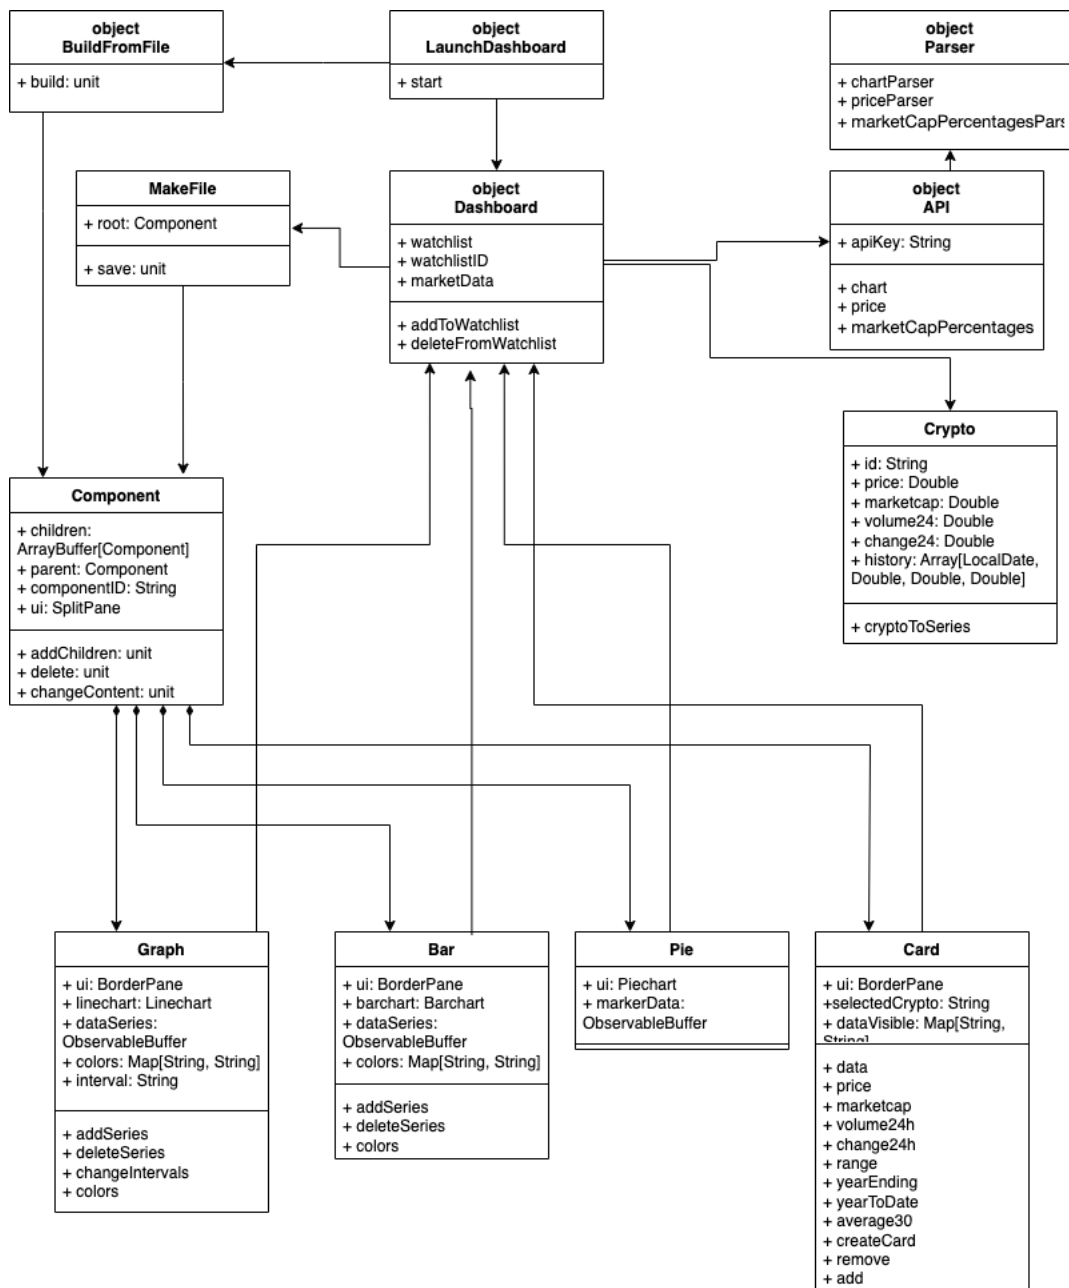 object
BuildFromFile
+ build: unit
object
LaunchDashboard
+ start
object
Parser
+ chartParser
+ priceParser
+ marketCapPercentagesPars
MakeFile
+ root: Component
+ save: unit
object
Dashboard
+ watchlist
+ watchlistID
+ marketData
+ addToWatchlist
+ deleteFromWatchlist
object
API
+ apiKey: String
+ chart
+ price
+ marketCapPercentages
Crypto
+ id: String
+ price: Double
+ marketcap: Double
+ volume24: Double
+ change24: Double
+ history: Array[LocalDate,
Double, Double, Double]
+ cryptoToSeries
Component
+ children:
ArrayBuffer[Component]
+ parent: Component
+ componentID: String
+ ui: SplitPane
+ addChildren: unit
+ delete: unit
+ changeContent: unit
Graph
+ ui: BorderPane
+ linechart: Linechart
+ dataSeries:
ObservableBuffer
+ colors: Map[String, String]
+ interval: String
+ addSeries
+ deleteSeries
+ changeIntervals
+ colors
Bar
+ ui: BorderPane
+ barchart: Barchart
+ dataSeries:
ObservableBuffer
+ colors: Map[String, String]
+ addSeries
+ deleteSeries
+ colors
Pie
+ ui: Piechart
+ markerData:
ObservableBuffer
Card
+ ui: BorderPane
+selectedCrypto: String
+ dataVisible: Map[String,
String]
+ data
+ price
+ marketcap
+ volume24h
+ change24h
+ range
+ yearEnding
+ yearToDate
+ average30
+ createCard
+ remove
+ add